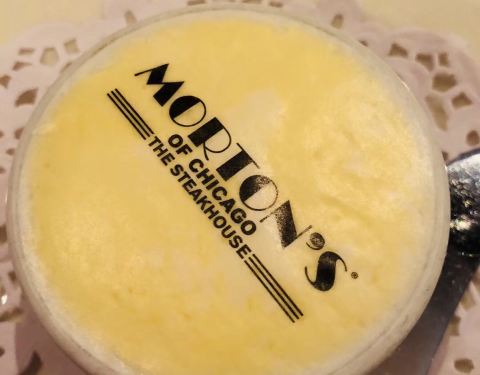 MORTON'S®
OF CHICAGO
THE STEAKHOUSE